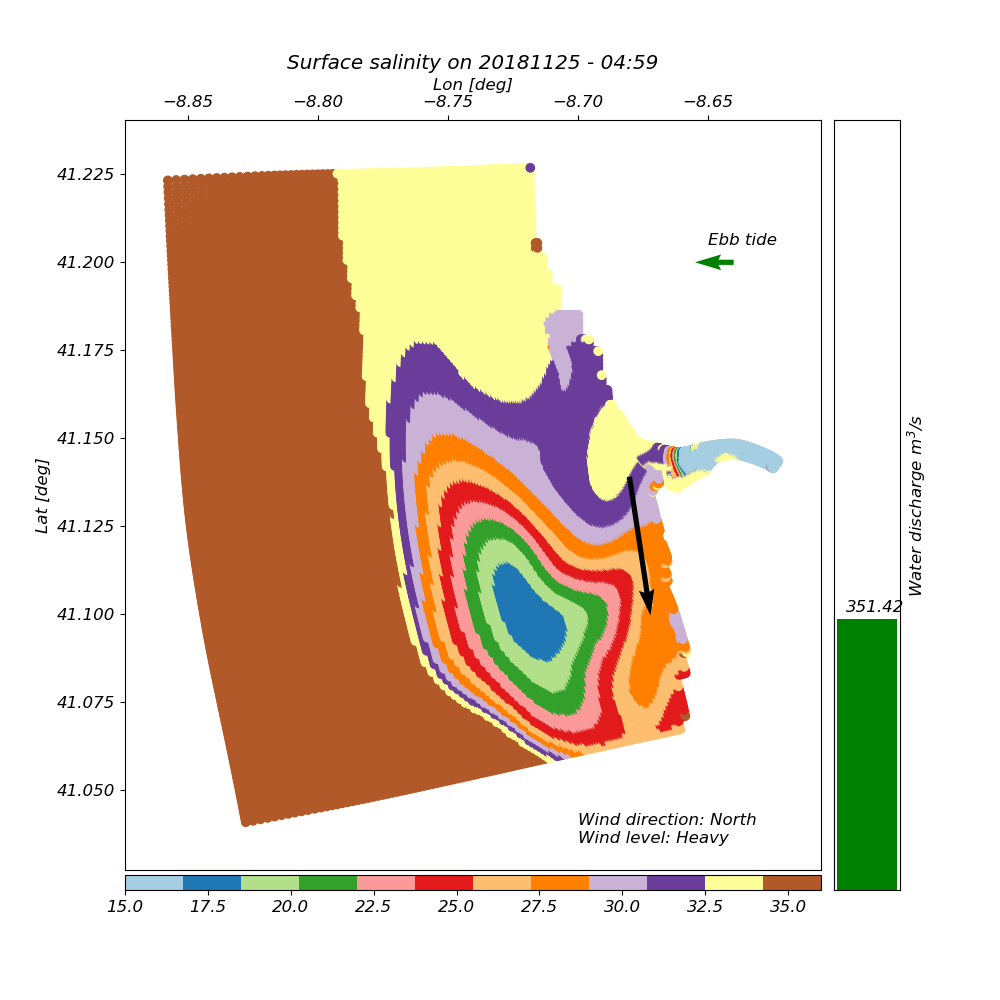 Surface salinity on 20181125 - 04:59
Lon [deg]
−8.85 −8.80 −8.75 −8.70 −8.65
41.225
41.200
41.175
41.150
41.125
41.100
41.075
41.050
Lat [deg]
Ebb tide
Wind direction: North
Wind level: Heavy
351.42
Water discharge m³/s
15.0 17.5 20.0 22.5 25.0 27.5 30.0 32.5 35.0